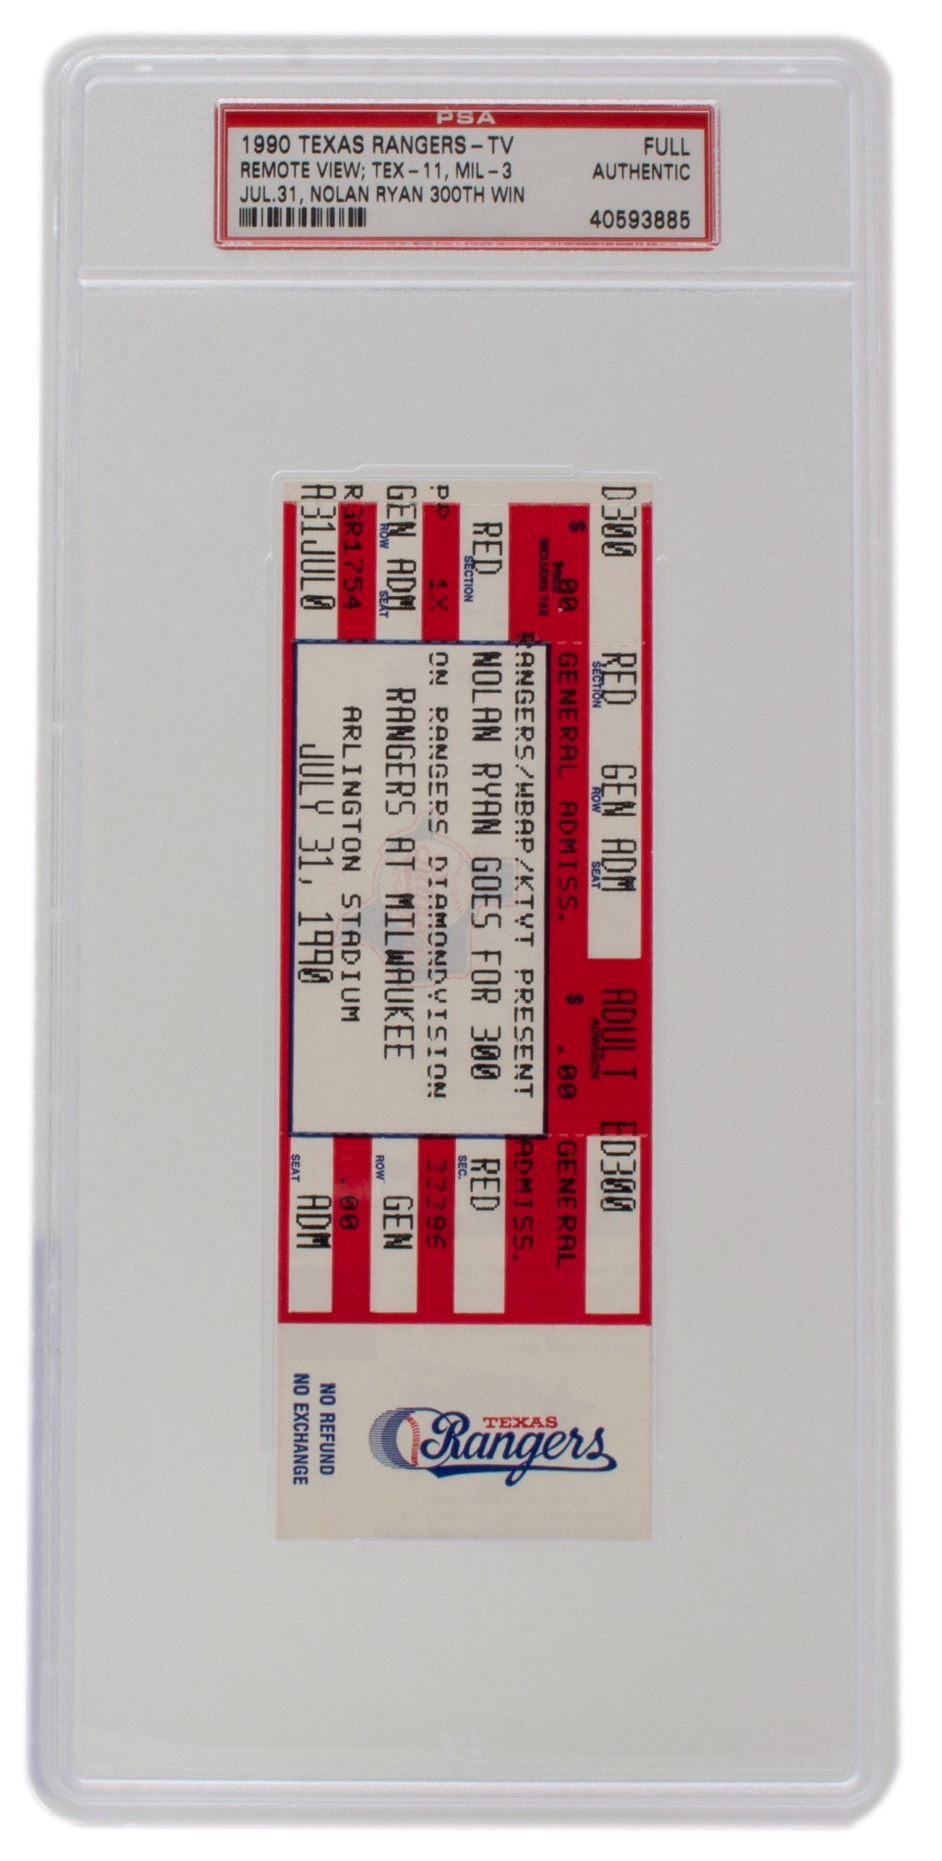 PSA
1990 TEXAS RANGERS-TV
REMOTE VIEW; TEX-11, MIL-3
JUL.31, NOLAN RYAN 300TH WIN
FULL
AUTHENTIC
40593885
D300
$ .00
PRICE
INCLUDES TAX
RED
SECTION
PD 1X
GEN ADM
ROW SEAT
RGR1754
A31JUL0
RED GEN ADM ADULT ED300
SECTION ROW SEAT ADMISSION
GENERAL ADMISS. $ .00
RANGERS/WBAP/KTVT PRESENT
NOLAN RYAN GOES FOR 300
ON RANGERS DIAMONDVISION
RANGERS AT MILWAUKEE
ARLINGTON STADIUM
JULY 31, 1990
GENERAL
ADMISS.
RED
SEC.
GEN
ROW
.00
ADM
SEAT
TEXAS
Rangers
NO REFUND
NO EXCHANGE